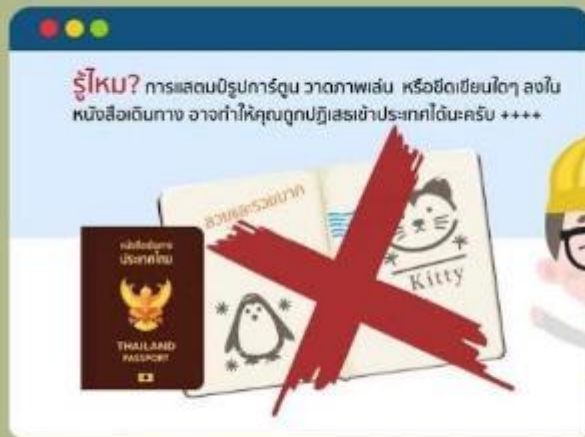 รู้ไหม? การแสตมป์รูปการ์ตูน วาดภาพเล่น หรือขีดเขียนใดๆ ลงใน
หนังสือเดินทาง อาจทำให้คุณถูกปฏิเสธเข้าประเทศได้นะครับ ++++
สวยและรวยมาก
Kitty
หนังสือเดินทาง
ประเทศไทย
THAILAND
PASSPORT